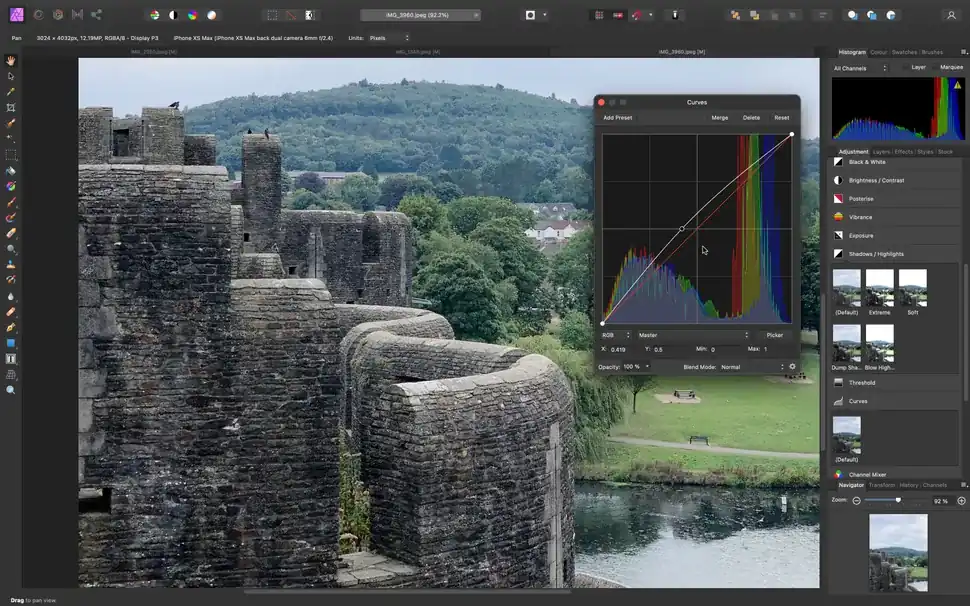 IMG_3960.jpeg (92.2%)
Pan
3024 × 4032px, 12.19MP, RGBA/8 - Display P3
iPhone XS Max (iPhone XS Max back dual camera 6mm f/2.4)
Units:
Pixels
IMG_3960.jpeg [M]
Histogram
Colour
Swatches
Brushes
All Channels
Layer
Marquee
Curves
Add Preset
Merge
Delete
Reset
RGB
Master
Picker
X: 0.419
Y: 0.5
Min: 0
Max: 1
Opacity: 100 %
Blend Mode: Normal
Adjustment
Layers
Effects
Styles
Stock
Black & White
Brightness / Contrast
Posterise
Vibrance
Exposure
Shadows / Highlights
(Default)
Extreme
Soft
Dump Sha...
Blow High...
Threshold
Curves
(Default)
Channel Mixer
Navigator
Transform
History
Channels
Zoom:
92 %
Drag to pan view